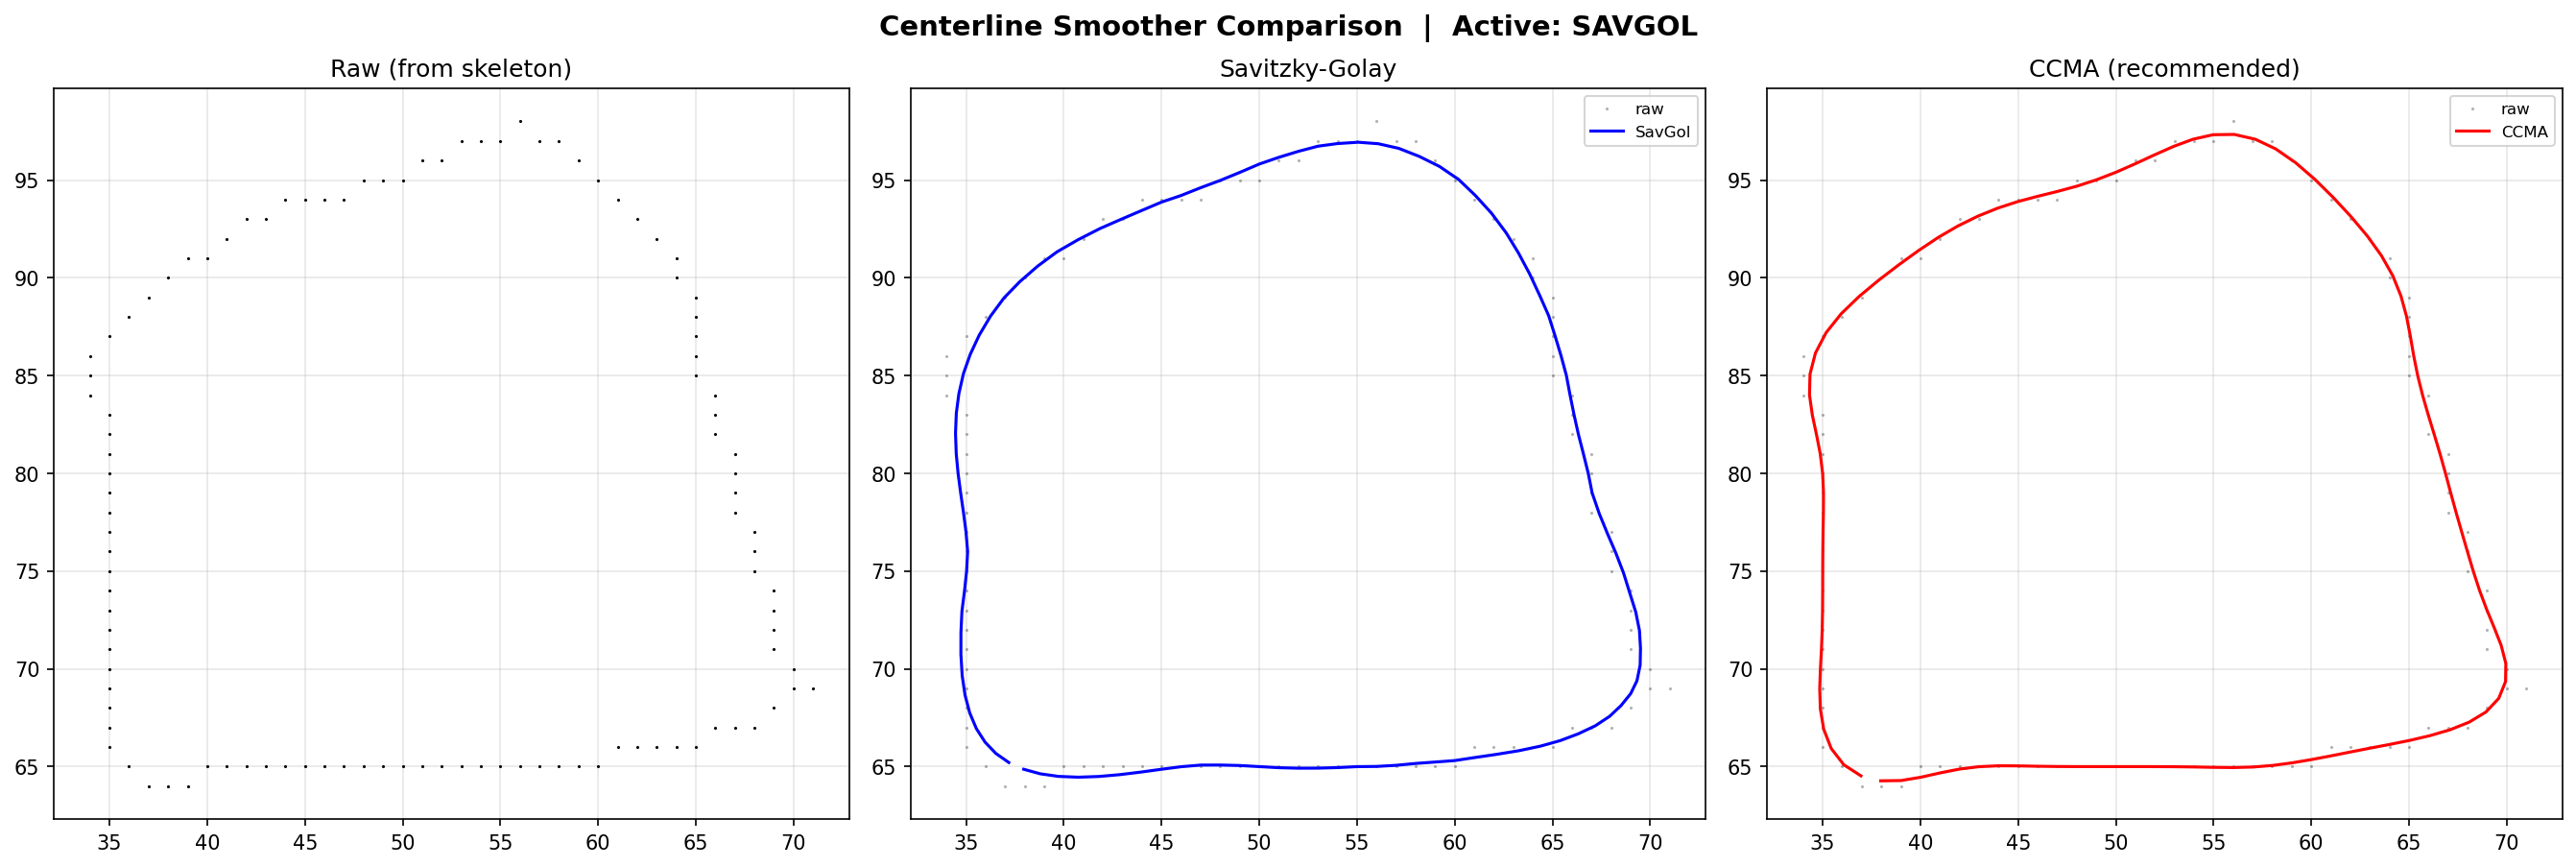 Centerline Smoother Comparison | Active: SAVGOL
Raw (from skeleton)
95
90
85
80
75
70
65
35 40 45 50 55 60 65 70
Savitzky-Golay
raw
SavGol
95
90
85
80
75
70
65
35 40 45 50 55 60 65 70
CCMA (recommended)
raw
CCMA
95
90
85
80
75
70
65
35 40 45 50 55 60 65 70